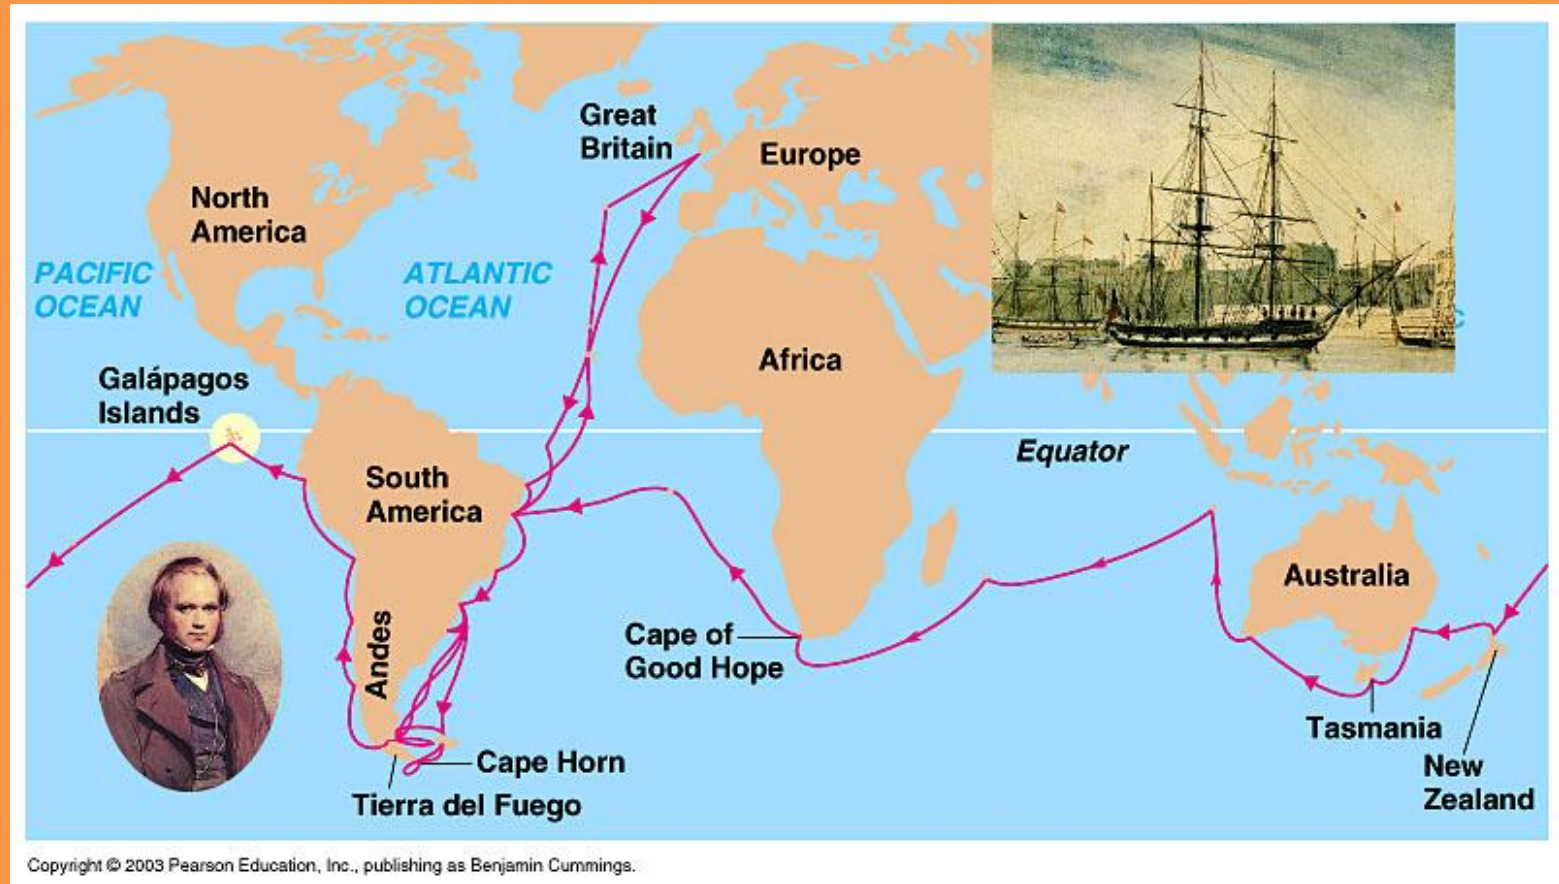 Great
Britain
Europe
North
America
PACIFIC
OCEAN
ATLANTIC
OCEAN
Africa
Galápagos
Islands
Equator
South
America
Australia
Andes
Cape of
Good Hope
Tasmania
Cape Horn
New
Zealand
Tierra del Fuego
Copyright © 2003 Pearson Education, Inc., publishing as Benjamin Cummings.